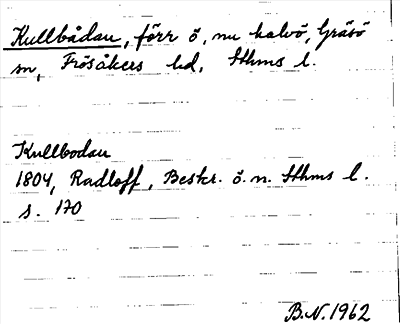 Kullbådan, förr ö, nu halvö, Gräsö
sn, Frösåkers hd, Sthms l.
Kullbodan
1804, Radloff, Beskr. ö. n. Sthms l.
s. 170
B.N. 1962